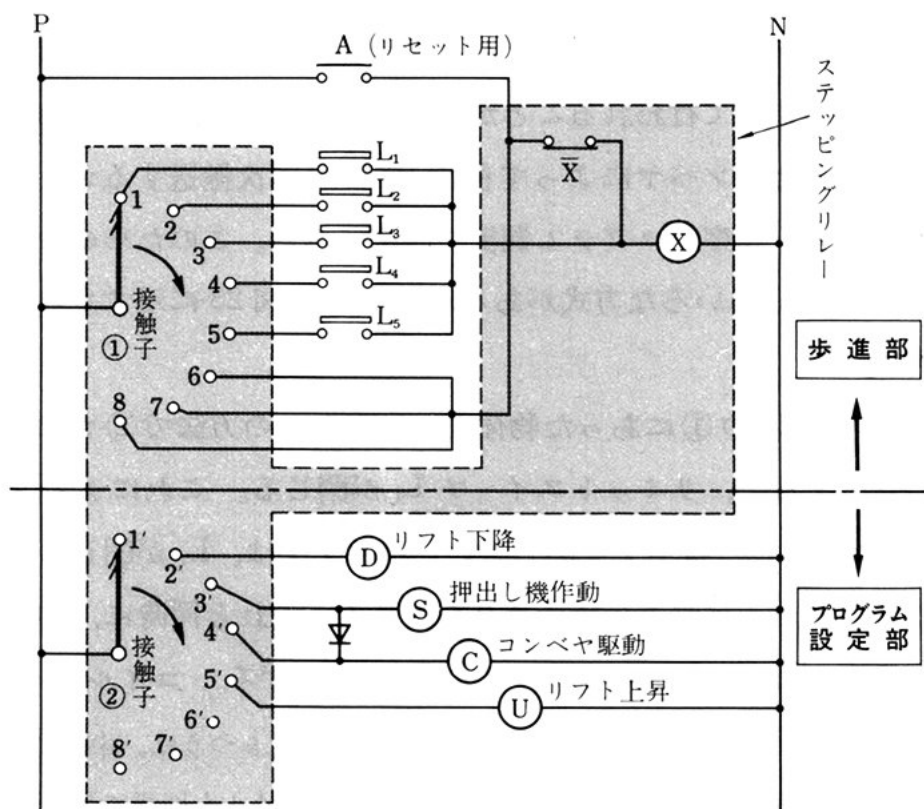 P
N
A (リセット用)
ステッピングリレー
L₁
X̄
1
L₂
2
L₃
3
X
L₄
4
接触子
①
L₅
5
歩進部
6
8
7
1′
リフト下降
2′
D
押出し機作動
3′
S
プログラム
設定部
4′
コンベヤ駆動
接触子
②
C
5′
リフト上昇
U
6′
7′
8′